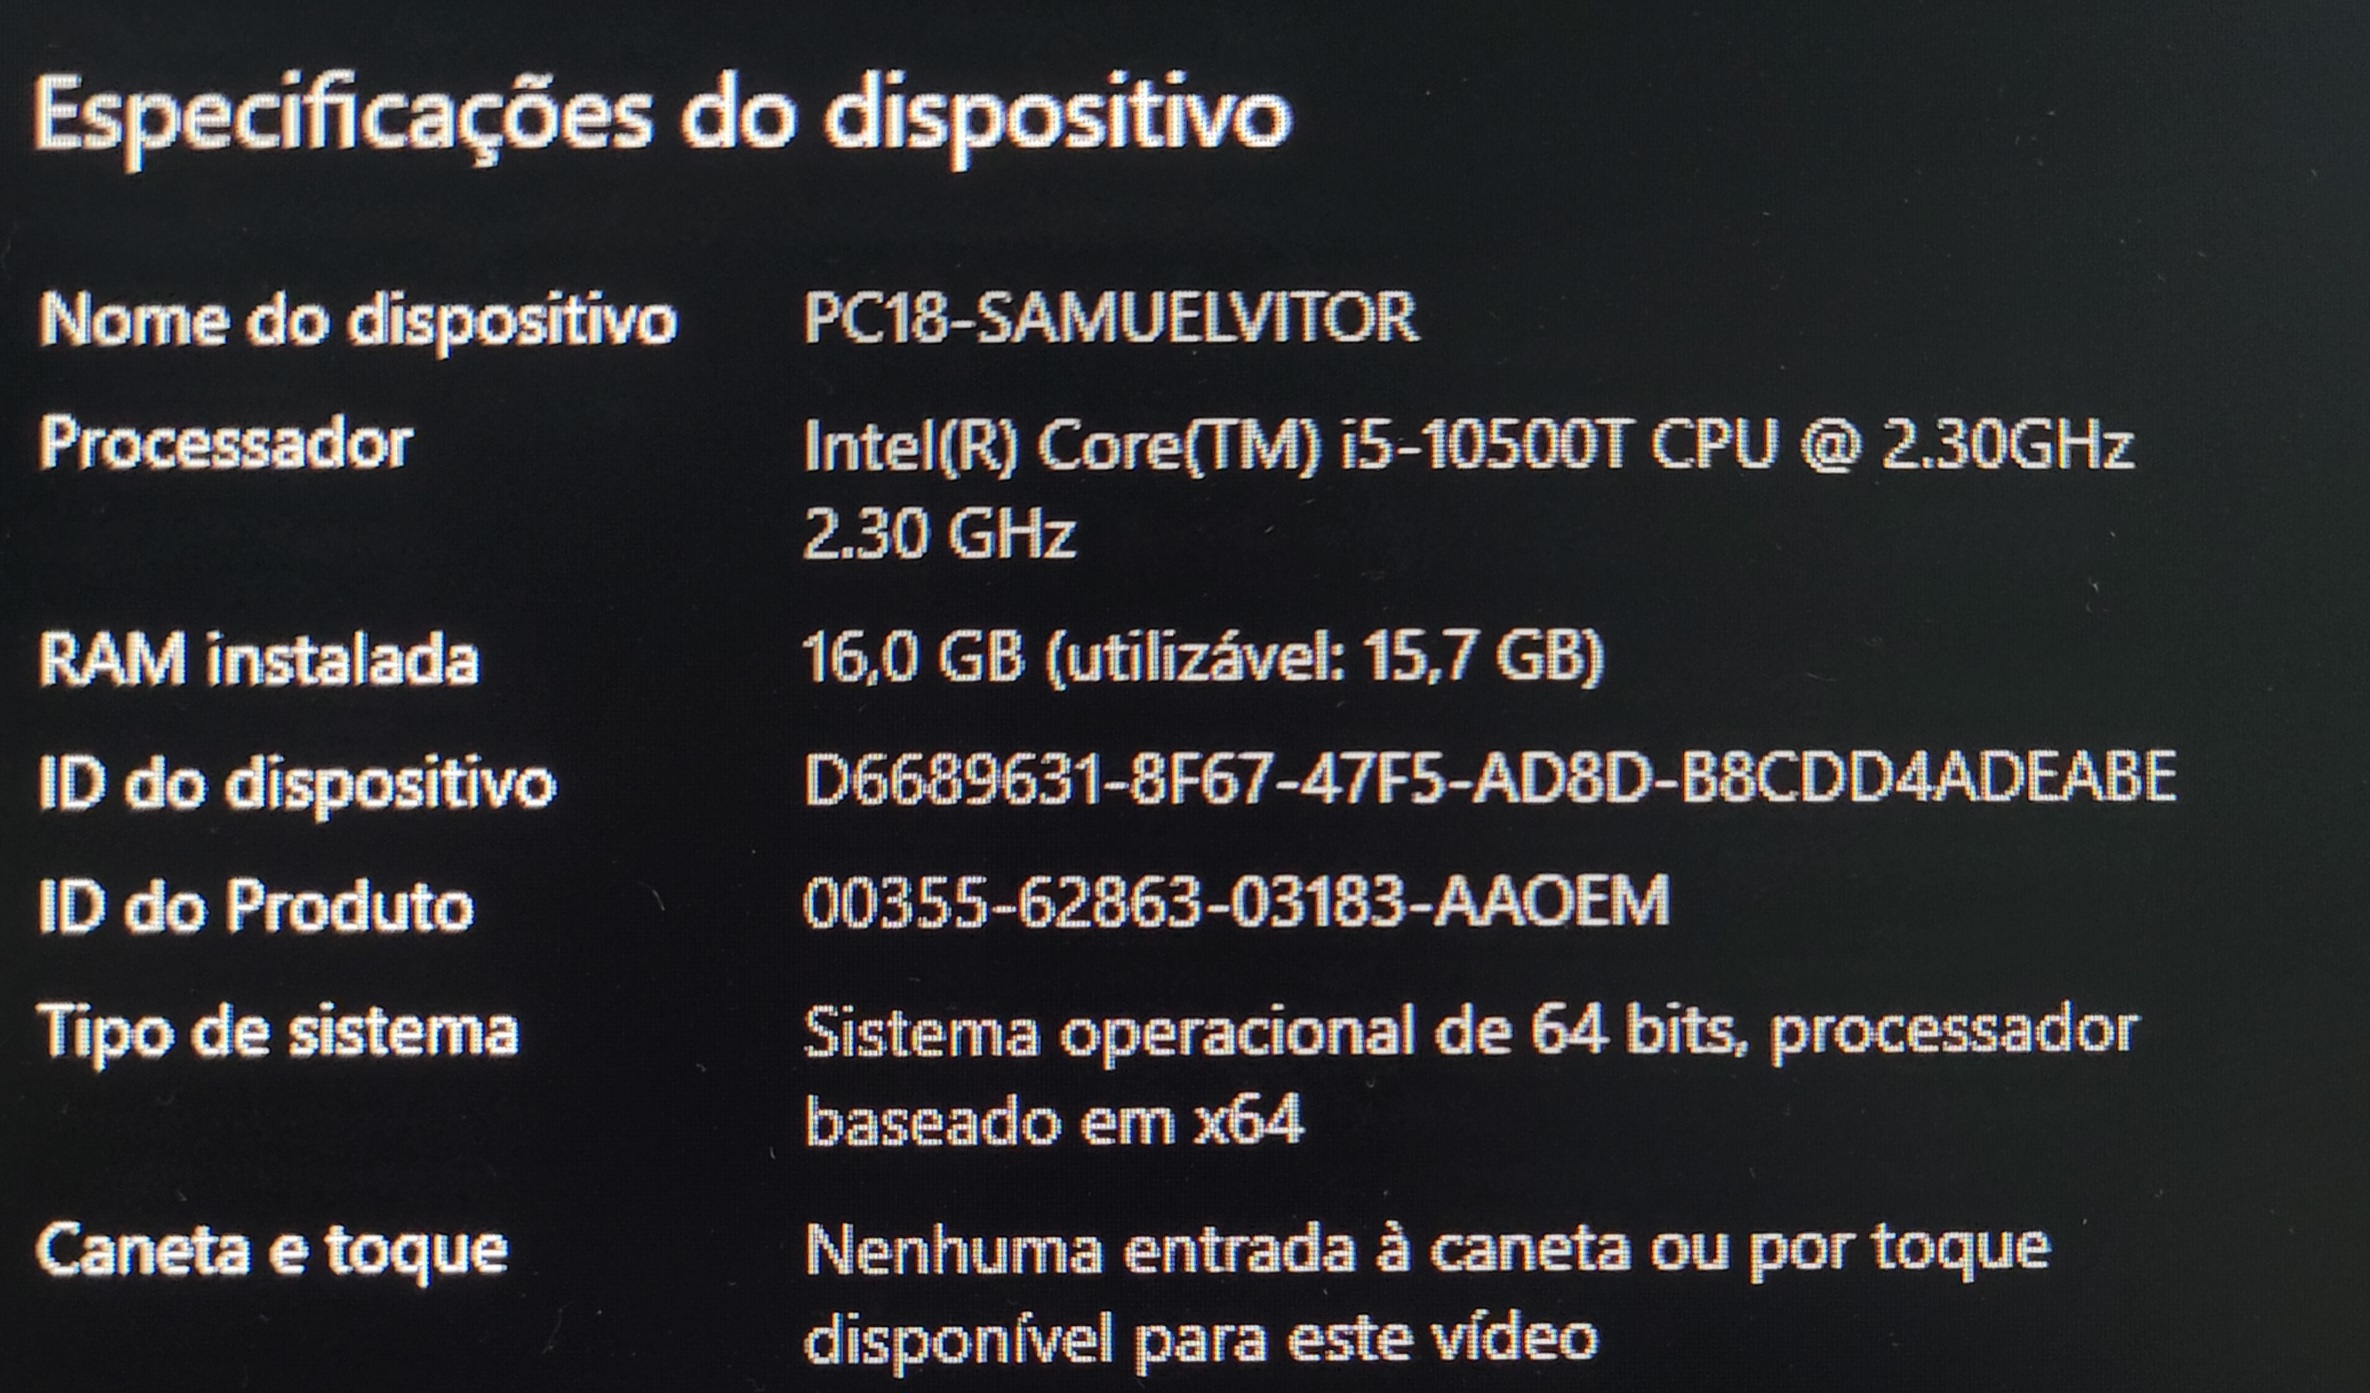 Especificações do dispositivo
Nome do dispositivo PC18-SAMUELVITOR
Processador Intel(R) Core(TM) i5-10500T CPU @ 2.30GHz
2.30 GHz
RAM instalada 16,0 GB (utilizável: 15,7 GB)
ID do dispositivo D6689631-8F67-47F5-AD8D-B8CDD4ADEABE
ID do Produto 00355-62863-03183-AAOEM
Tipo de sistema Sistema operacional de 64 bits, processador
baseado em x64
Caneta e toque Nenhuma entrada à caneta ou por toque
disponível para este vídeo